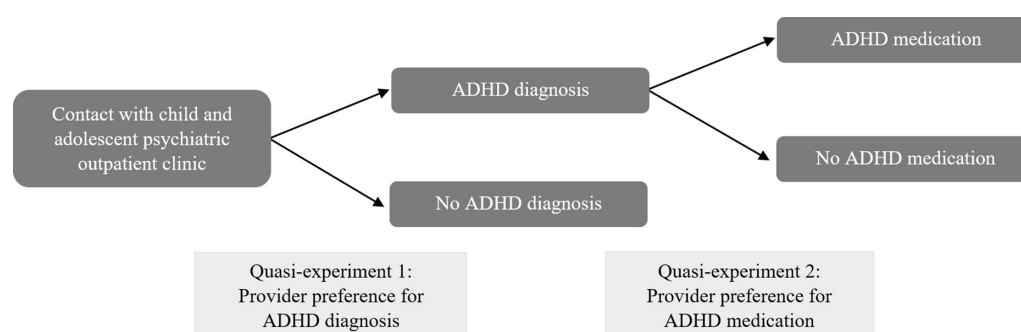 Contact with child and
adolescent psychiatric
outpatient clinic
ADHD diagnosis
No ADHD diagnosis
ADHD medication
No ADHD medication
Quasi-experiment 1:
Provider preference for
ADHD diagnosis
Quasi-experiment 2:
Provider preference for
ADHD medication